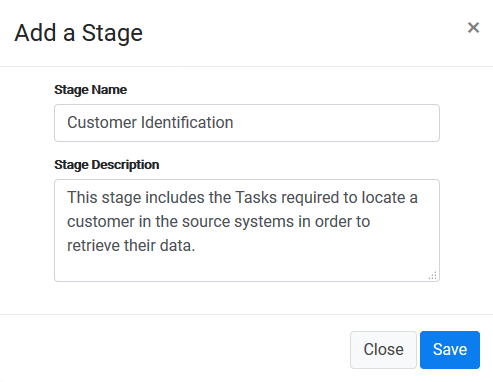 Add a Stage
×
Stage Name
Customer Identification
Stage Description
This stage includes the Tasks required to locate a
customer in the source systems in order to
retrieve their data.
Close
Save